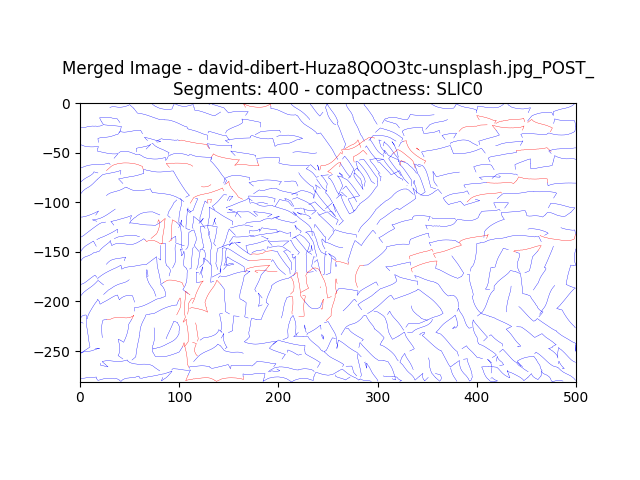 Merged Image - david-dibert-Huza8QOO3tc-unsplash.jpg_POST_
Segments: 400 - compactness: SLIC0
0
−50
−100
−150
−200
−250
0 100 200 300 400 500